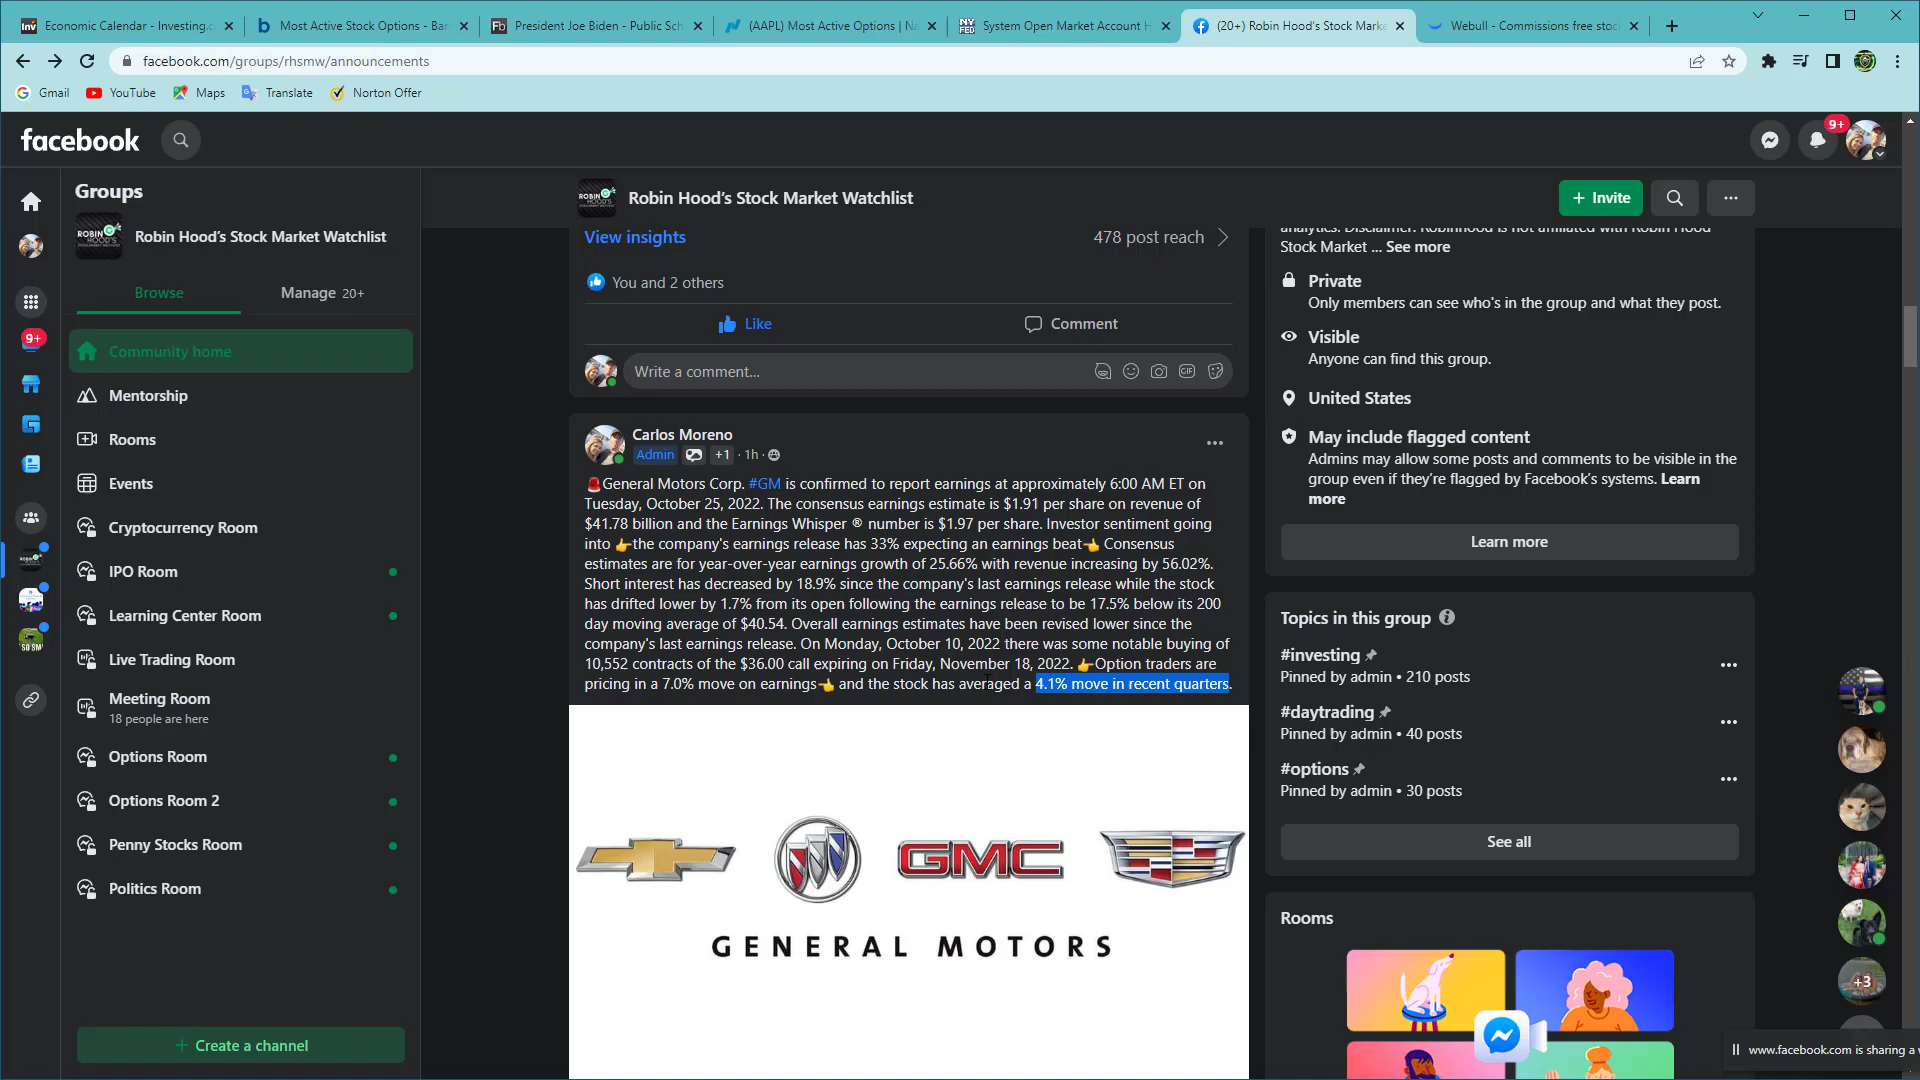 Economic Calendar - Investing.c
Most Active Stock Options - Bar
President Joe Biden - Public Sch
(AAPL) Most Active Options | Na
System Open Market Account H
(20+) Robin Hood's Stock Marke
Webull - Commissions free stoc
facebook.com/groups/rhsmw/announcements
Gmail
YouTube
Maps
Translate
Norton Offer
facebook
9+
Groups
Robin Hood's Stock Market Watchlist
Browse
Manage 20+
9+
Community home
Mentorship
Rooms
Events
Cryptocurrency Room
IPO Room
Learning Center Room
Live Trading Room
Meeting Room
18 people are here
Options Room
Options Room 2
Penny Stocks Room
Politics Room
+ Create a channel
Robin Hood's Stock Market Watchlist
+ Invite
View insights
478 post reach
You and 2 others
Like
Comment
Write a comment...
GIF
Carlos Moreno
Admin +1 · 1h ·
🚨General Motors Corp. #GM is confirmed to report earnings at approximately 6:00 AM ET on
Tuesday, October 25, 2022. The consensus earnings estimate is $1.91 per share on revenue of
$41.78 billion and the Earnings Whisper ® number is $1.97 per share. Investor sentiment going
into 👉the company's earnings release has 33% expecting an earnings beat👈 Consensus
estimates are for year-over-year earnings growth of 25.66% with revenue increasing by 56.02%.
Short interest has decreased by 18.9% since the company's last earnings release while the stock
has drifted lower by 1.7% from its open following the earnings release to be 17.5% below its 200
day moving average of $40.54. Overall earnings estimates have been revised lower since the
company's last earnings release. On Monday, October 10, 2022 there was some notable buying of
10,552 contracts of the $36.00 call expiring on Friday, November 18, 2022. 👉Option traders are
pricing in a 7.0% move on earnings👈 and the stock has averaged a 4.1% move in recent quarters.
GMC
GENERAL MOTORS
Stock Market ... See more
Private
Only members can see who's in the group and what they post.
Visible
Anyone can find this group.
United States
May include flagged content
Admins may allow some posts and comments to be visible in the
group even if they're flagged by Facebook's systems. Learn
more
Learn more
Topics in this group
#investing
Pinned by admin • 210 posts
#daytrading
Pinned by admin • 40 posts
#options
Pinned by admin • 30 posts
See all
Rooms
+3
www.facebook.com is sharing a